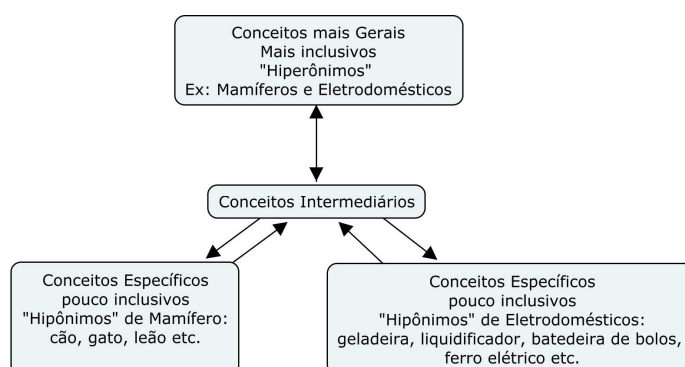 Conceitos mais Gerais
Mais inclusivos
"Hiperônimos"
Ex: Mamíferos e Eletrodomésticos
Conceitos Intermediários
Conceitos Específicos
pouco inclusivos
"Hipônimos" de Mamífero:
cão, gato, leão etc.
Conceitos Específicos
pouco inclusivos
"Hipônimos" de Eletrodomésticos:
geladeira, liquidificador, batedeira de bolos,
ferro elétrico etc.